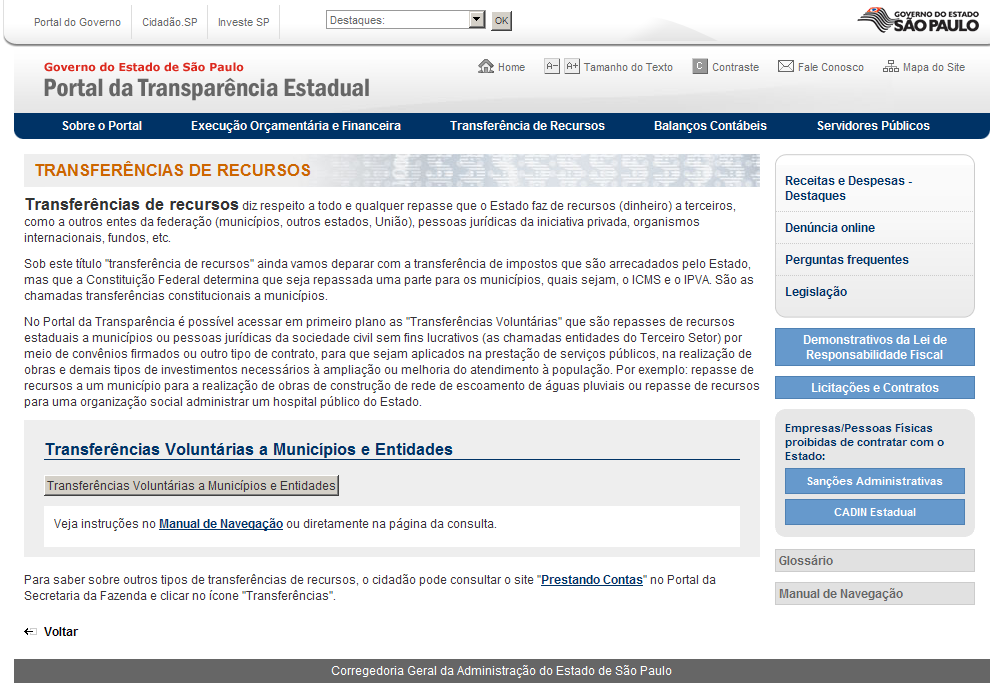 Portal do Governo
Cidadão.SP
Investe SP
Destaques:
OK
GOVERNO DO ESTADO
SÃO PAULO
Governo do Estado de São Paulo
Portal da Transparência Estadual
Home
A-
A+
Tamanho do Texto
C
Contraste
Fale Conosco
Mapa do Site
Sobre o Portal
Execução Orçamentária e Financeira
Transferência de Recursos
Balanços Contábeis
Servidores Públicos
TRANSFERÊNCIAS DE RECURSOS
Transferências de recursos diz respeito a todo e qualquer repasse que o Estado faz de recursos (dinheiro) a terceiros,
como a outros entes da federação (municípios, outros estados, União), pessoas jurídicas da iniciativa privada, organismos
internacionais, fundos, etc.
Sob este título "transferência de recursos" ainda vamos deparar com a transferência de impostos que são arrecadados pelo Estado,
mas que a Constituição Federal determina que seja repassada uma parte para os municípios, quais sejam, o ICMS e o IPVA. São as
chamadas transferências constitucionais a municípios.
No Portal da Transparência é possível acessar em primeiro plano as "Transferências Voluntárias" que são repasses de recursos
estaduais a municípios ou pessoas jurídicas da sociedade civil sem fins lucrativos (as chamadas entidades do Terceiro Setor) por
meio de convênios firmados ou outro tipo de contrato, para que sejam aplicados na prestação de serviços públicos, na realização de
obras e demais tipos de investimentos necessários à ampliação ou melhoria do atendimento à população. Por exemplo: repasse de
recursos a um município para a realização de obras de construção de rede de escoamento de águas pluviais ou repasse de recursos
para uma organização social administrar um hospital público do Estado.
Transferências Voluntárias a Municípios e Entidades
Transferências Voluntárias a Municípios e Entidades
Veja instruções no Manual de Navegação ou diretamente na página da consulta.
Para saber sobre outros tipos de transferências de recursos, o cidadão pode consultar o site "Prestando Contas" no Portal da
Secretaria da Fazenda e clicar no ícone "Transferências".
Voltar
Receitas e Despesas -
Destaques
Denúncia online
Perguntas frequentes
Legislação
Demonstrativos da Lei de
Responsabilidade Fiscal
Licitações e Contratos
Empresas/Pessoas Físicas
proibidas de contratar com o
Estado:
Sanções Administrativas
CADIN Estadual
Glossário
Manual de Navegação
Corregedoria Geral da Administração do Estado de São Paulo